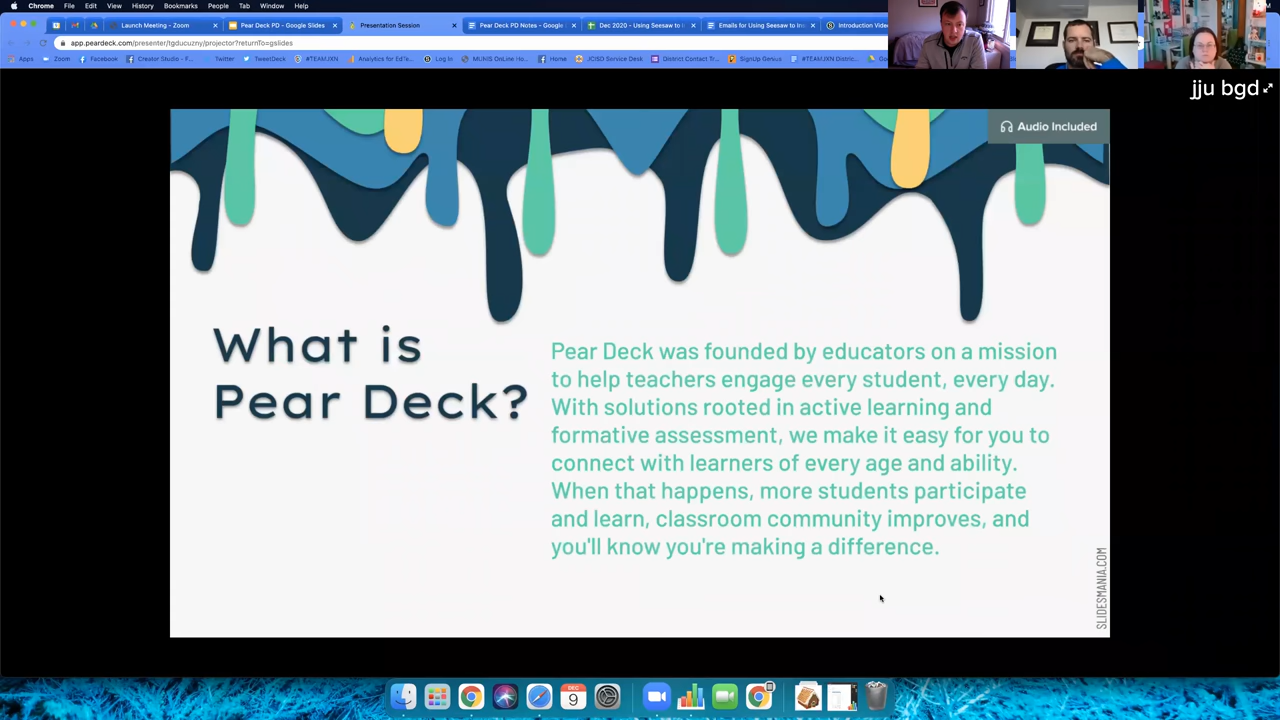 Chrome File Edit View History Bookmarks People Tab Window Help
Launch Meeting - Zoom
Pear Deck PD - Google Slides
Presentation Session
Pear Deck PD Notes - Google
Dec 2020 - Using Seesaw to
Emails for Using Seesaw to In
Introduction Video
app.peardeck.com/presenter/tgducuzny/projector?returnTo=gslides
Apps Zoom Facebook Creator Studio - F... Twitter TweetDeck #TEAMJXN Analytics for Ed"a... Log In MUNIS OnLine Ho... Home JCISD Service Desk District Contact Tr... SignUp Genius #TEAMJXN Distric...
jju bgd
Audio Included
What is
Pear Deck?
Pear Deck was founded by educators on a mission
to help teachers engage every student, every day.
With solutions rooted in active learning and
formative assessment, we make it easy for you to
connect with learners of every age and ability.
When that happens, more students participate
and learn, classroom community improves, and
you'll know you're making a difference.
SLIDESMANIA.COM
DEC
9